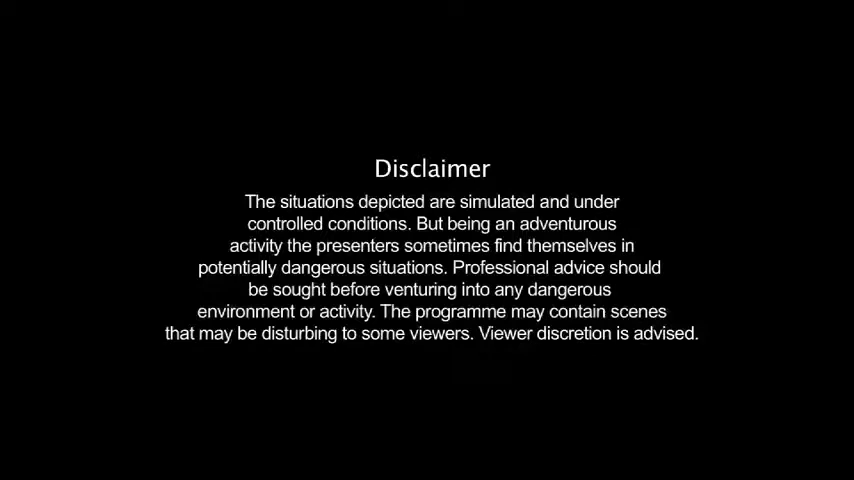 Disclaimer
The situations depicted are simulated and under
controlled conditions. But being an adventurous
activity the presenters sometimes find themselves in
potentially dangerous situations. Professional advice should
be sought before venturing into any dangerous
environment or activity. The programme may contain scenes
that may be disturbing to some viewers. Viewer discretion is advised.